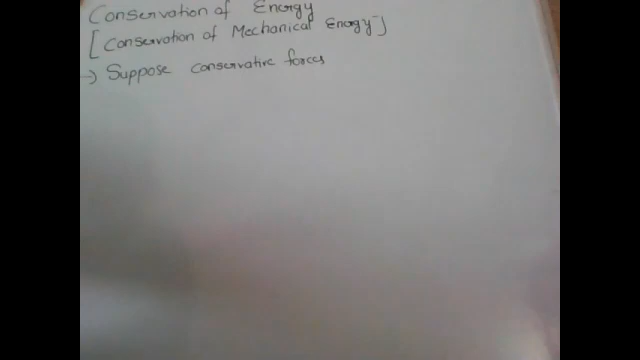 Conservation of Energy
[Conservation of Mechanical Energy]
→ Suppose conservative forces